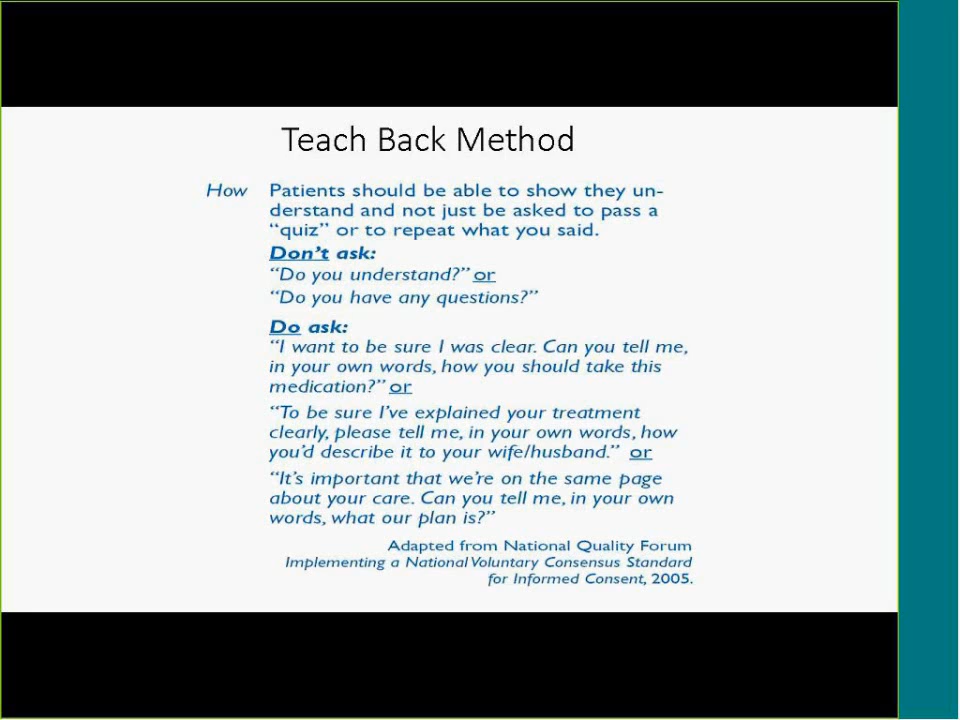 Teach Back Method
How Patients should be able to show they un-
derstand and not just be asked to pass a
“quiz” or to repeat what you said.
Don’t ask:
“Do you understand?” or
“Do you have any questions?”
Do ask:
“I want to be sure I was clear. Can you tell me,
in your own words, how you should take this
medication?” or
“To be sure I’ve explained your treatment
clearly, please tell me, in your own words, how
you’d describe it to your wife/husband.” or
“It’s important that we’re on the same page
about your care. Can you tell me, in your own
words, what our plan is?”
Adapted from National Quality Forum
Implementing a National Voluntary Consensus Standard
for Informed Consent, 2005.